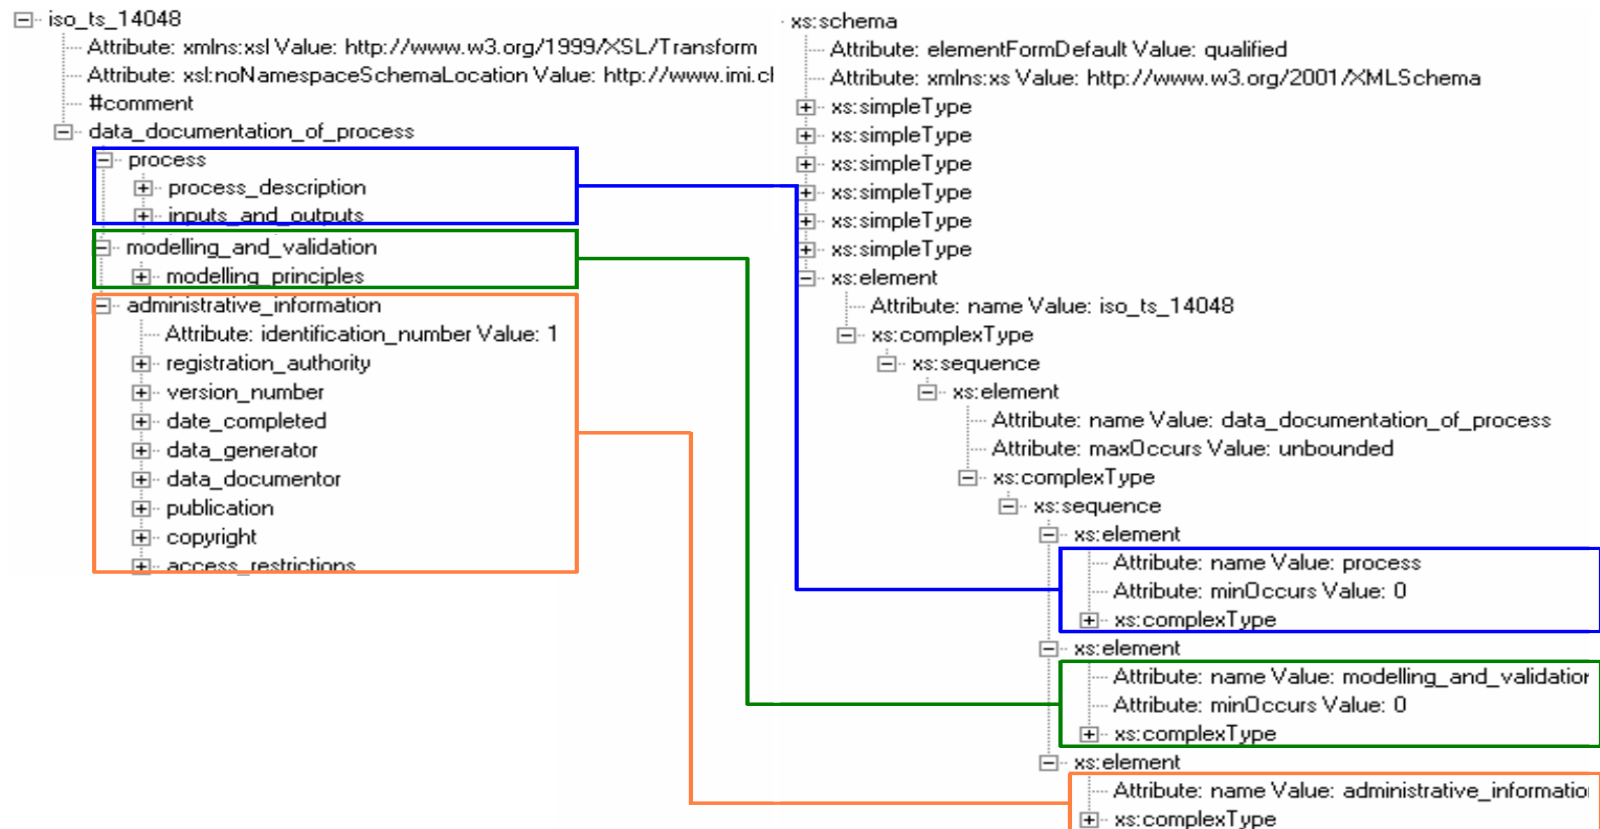 iso_ts_14048
Attribute: xmlns:xsl Value: http://www.w3.org/1999/XSL/Transform
Attribute: xsl:noNamespaceSchemaLocation Value: http://www.imi.cl
#comment
data_documentation_of_process
process
process_description
inputs_and_outputs
modelling_and_validation
modelling_principles
administrative_information
Attribute: identification_number Value: 1
registration_authority
version_number
date_completed
data_generator
data_documentor
publication
copyright
access_restrictions
xs:schema
Attribute: elementFormDefault Value: qualified
Attribute: xmlns:xs Value: http://www.w3.org/2001/XMLSchema
xs:simpleType
xs:simpleType
xs:simpleType
xs:simpleType
xs:simpleType
xs:simpleType
xs:element
Attribute: name Value: iso_ts_14048
xs:complexType
xs:sequence
xs:element
Attribute: name Value: data_documentation_of_process
Attribute: maxOccurs Value: unbounded
xs:complexType
xs:sequence
xs:element
Attribute: name Value: process
Attribute: minOccurs Value: 0
xs:complexType
xs:element
Attribute: name Value: modelling_and_validation
Attribute: minOccurs Value: 0
xs:complexType
xs:element
Attribute: name Value: administrative_informatio
xs:complexType